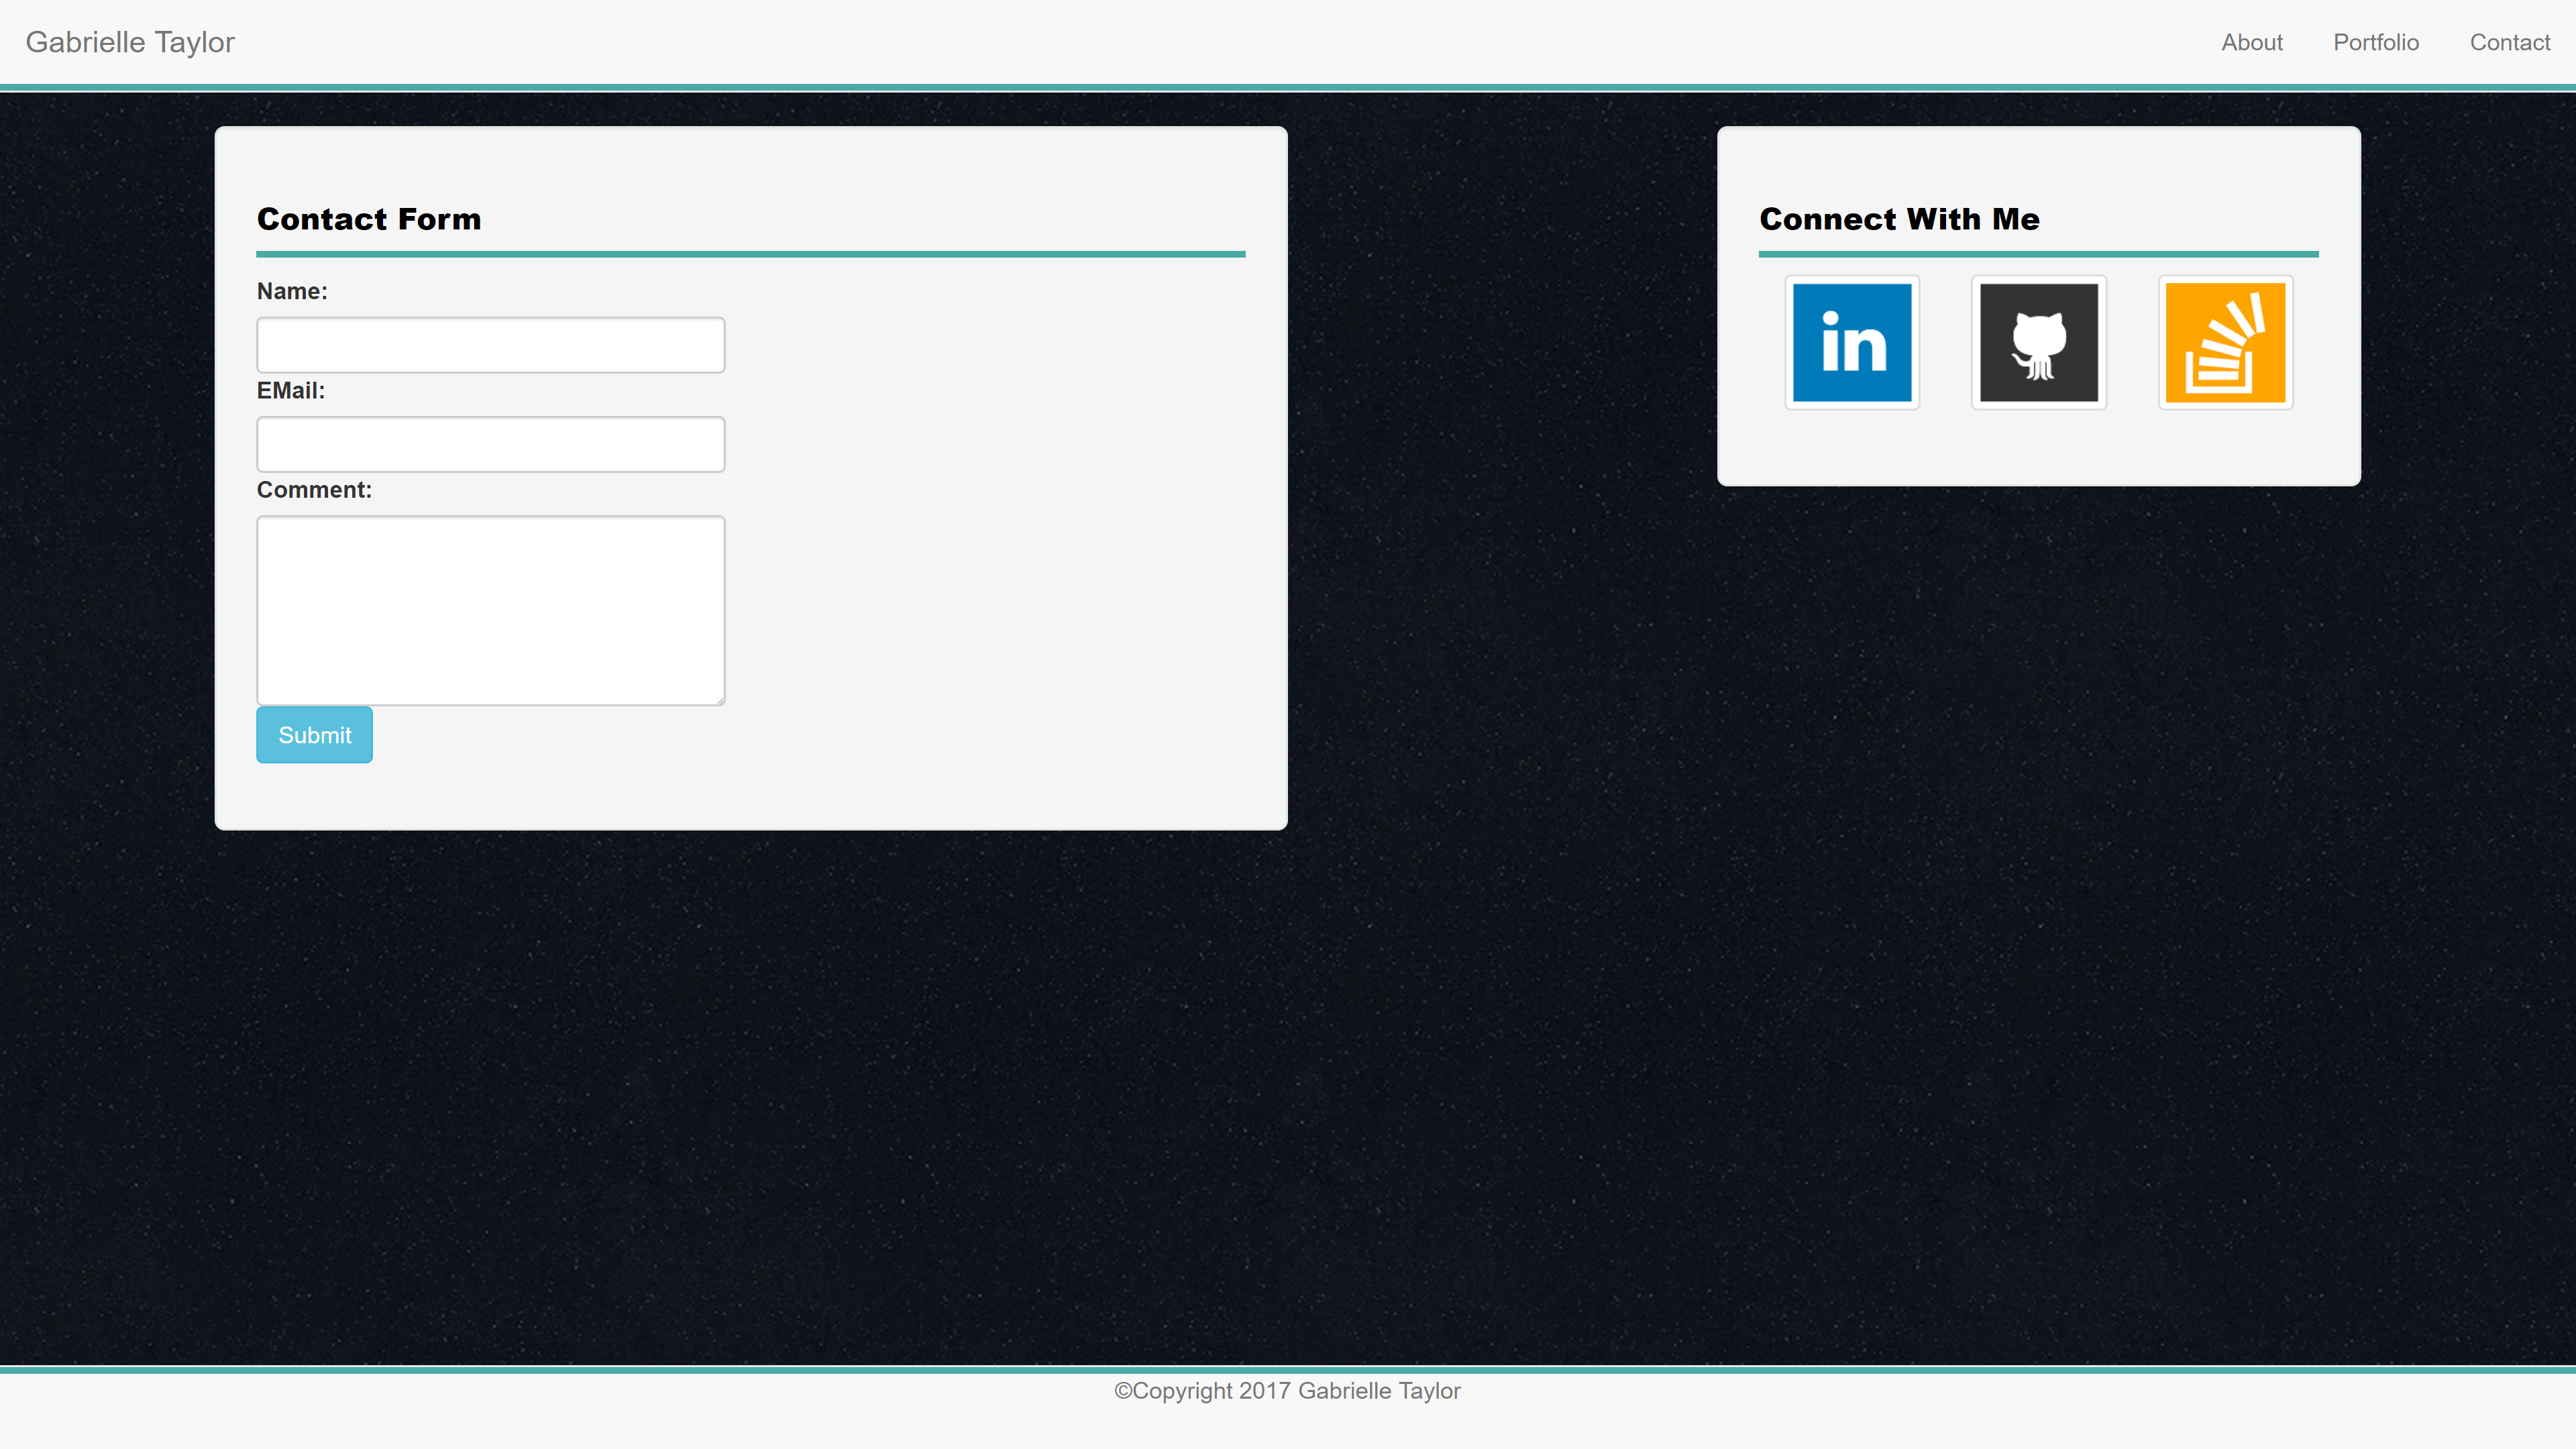 Gabrielle Taylor
About Portfolio Contact
Contact Form
Name:
EMail:
Comment:
Submit
Connect With Me
in
©Copyright 2017 Gabrielle Taylor